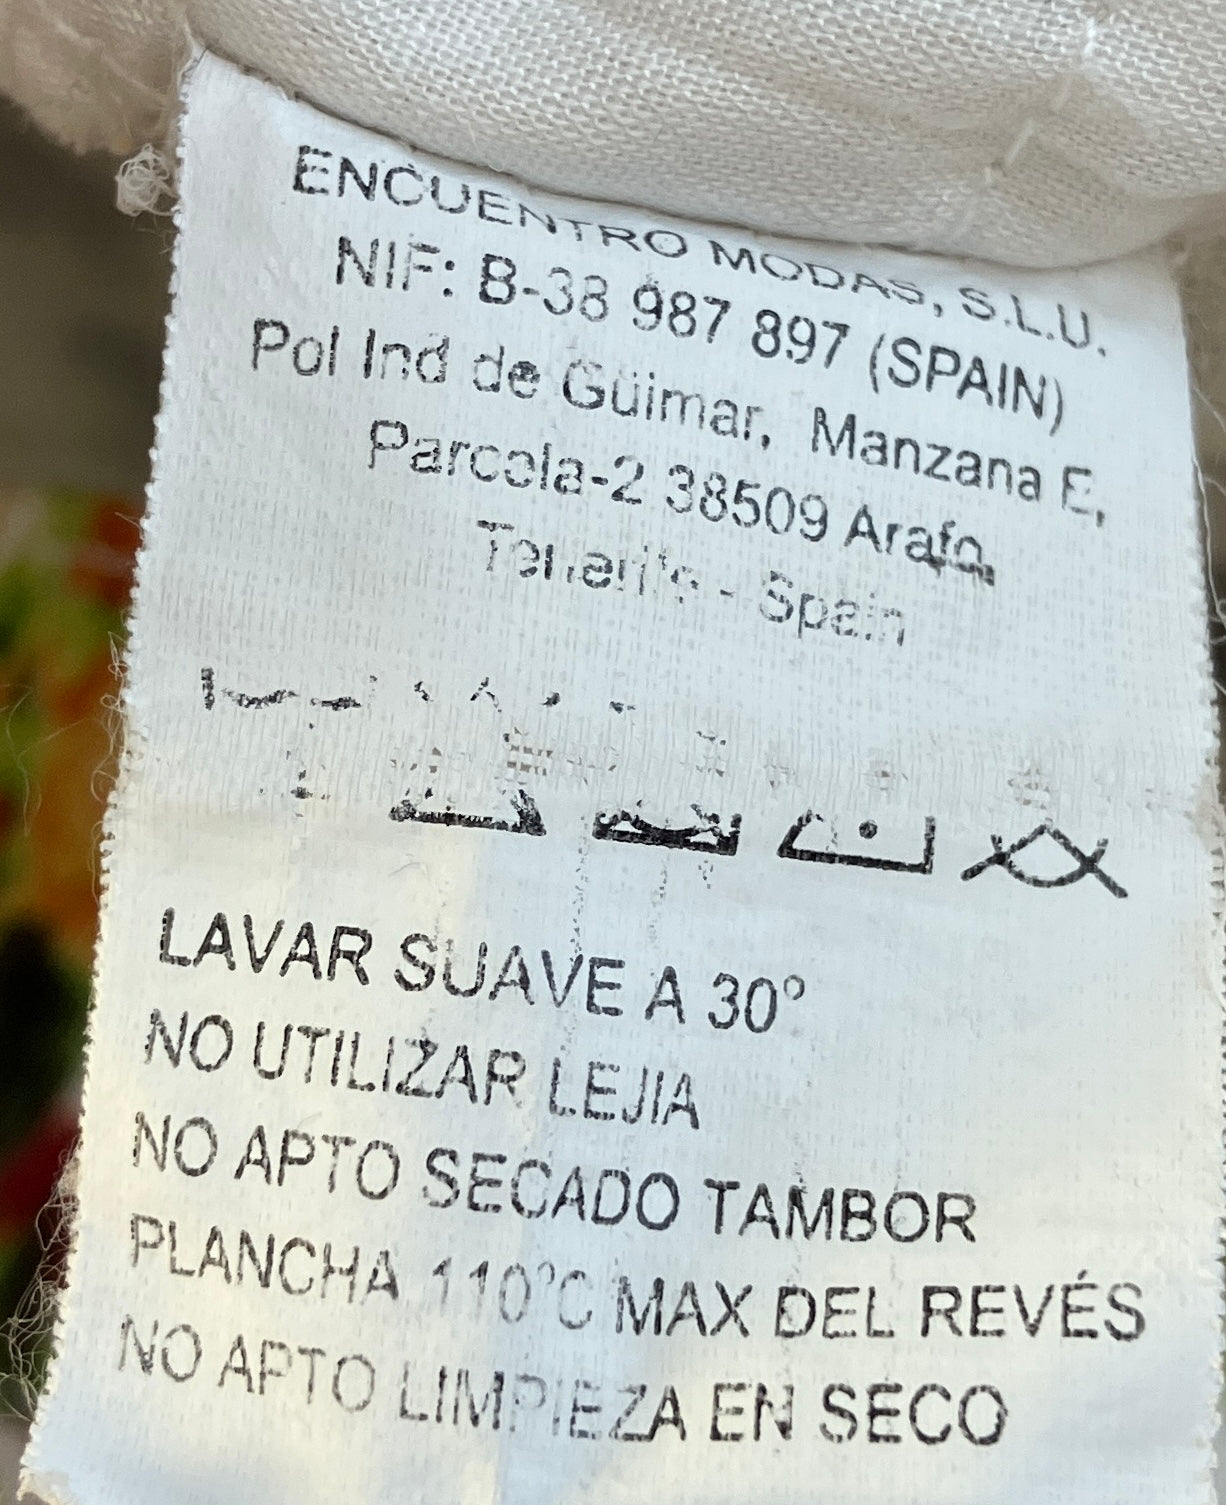 ENCUENTRO MODAS, S.L.U.
NIF: B-38 987 897 (SPAIN)
Pol Ind de Güimar, Manzana E,
Parcela-2 38509 Arafo,
Tenerife - Spain
LAVAR SUAVE A 30º
NO UTILIZAR LEJIA
NO APTO SECADO TAMBOR
PLANCHA 110°C MAX DEL REVÉS
NO APTO LIMPIEZA EN SECO